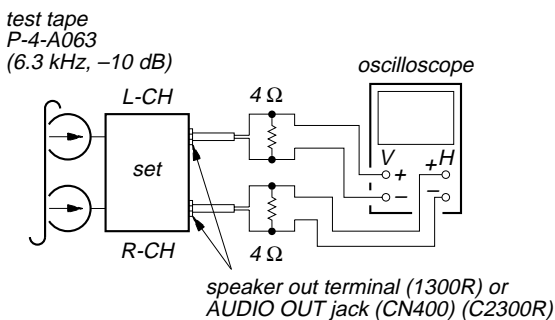 test tape
P-4-A063
(6.3 kHz, –10 dB)
oscilloscope
L-CH
4 Ω
set
V
+
+
H
–
–
R-CH
4 Ω
speaker out terminal (1300R) or
AUDIO OUT jack (CN400) (C2300R)